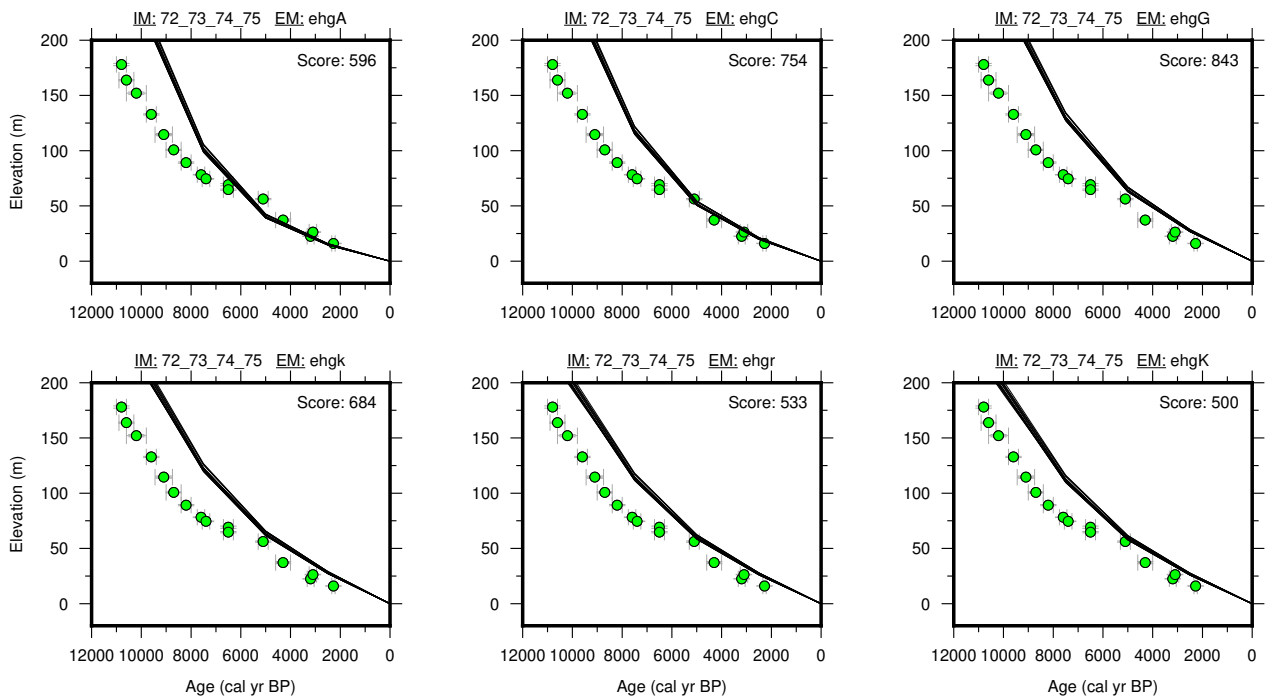 IM: 72_73_74_75 EM: ehgA
IM: 72_73_74_75 EM: ehgC
IM: 72_73_74_75 EM: ehgG
200
150
100
50
0
Elevation (m)
Score: 596
12000 10000 8000 6000 4000 2000 0
200
150
100
50
0
Score: 754
12000 10000 8000 6000 4000 2000 0
200
150
100
50
0
Score: 843
12000 10000 8000 6000 4000 2000 0
IM: 72_73_74_75 EM: ehgk
IM: 72_73_74_75 EM: ehgr
IM: 72_73_74_75 EM: ehgK
200
150
100
50
0
Elevation (m)
Score: 684
12000 10000 8000 6000 4000 2000 0
Age (cal yr BP)
200
150
100
50
0
Score: 533
12000 10000 8000 6000 4000 2000 0
Age (cal yr BP)
200
150
100
50
0
Score: 500
12000 10000 8000 6000 4000 2000 0
Age (cal yr BP)